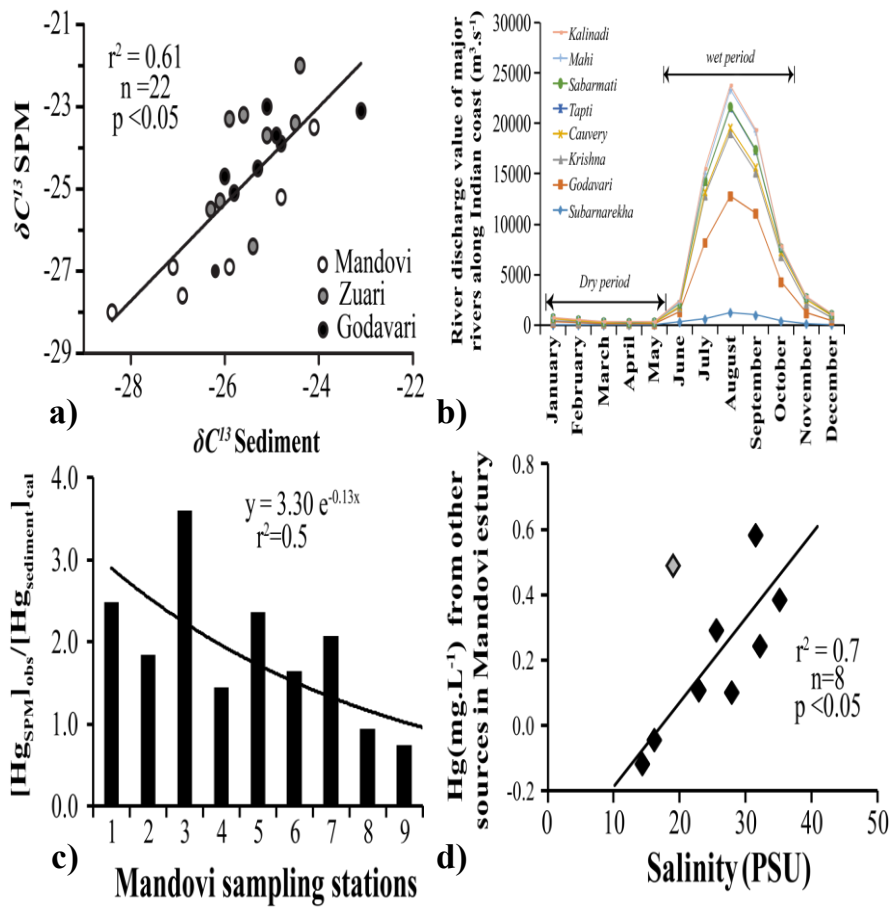 -21
-23
-25
-27
-29
δC¹³ SPM
r² = 0.61
n =22
p <0.05
Mandovi
Zuari
Godavari
-28
-26
-24
-22
a)
δC¹³ Sediment
River discharge value of major
rivers along Indian coast (m³.s⁻¹)
30000
25000
20000
15000
10000
5000
0
Kalinadi
Mahi
Sabarmati
Tapti
Cauvery
Krishna
Godavari
Subarnarekha
wet period
Dry period
January
February
March
April
May
June
July
August
September
October
November
December
b)
[Hg_SPM]_obs/[Hg_sediment]_cal
4.0
3.0
2.0
1.0
0.0
y = 3.30 e^-0.13x
r²=0.5
1 2 3 4 5 6 7 8 9
c)
Mandovi sampling stations
Hg(mg.L⁻¹) from other
sources in Mandovi estury
0.8
0.6
0.4
0.2
0.0
-0.2
r² = 0.7
n=8
p <0.05
0 10 20 30 40 50
d)
Salinity (PSU)